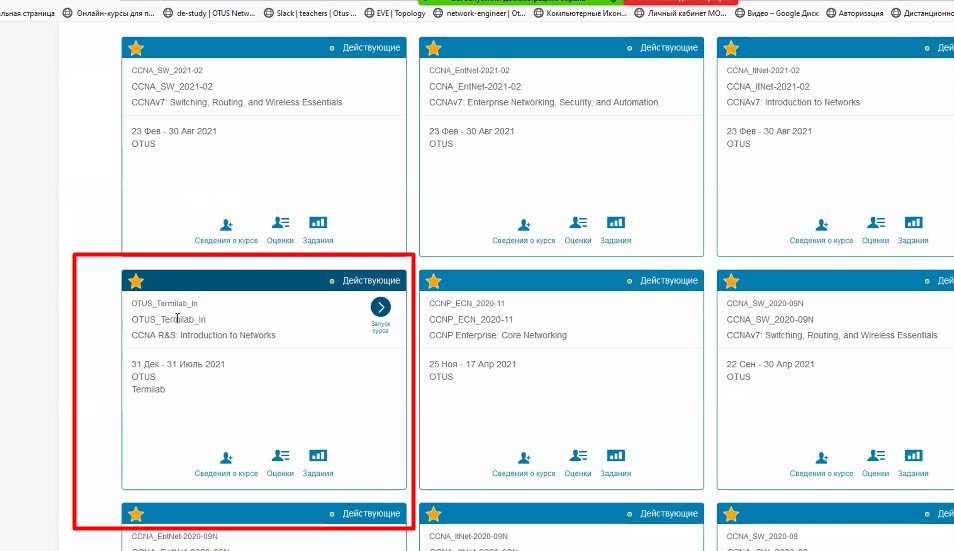 льная страница Онлайн-курсы для п... de-study | OTUS Netw... Slack | teachers | Otus ... EVE | Topology network-engineer | Ot... Компьютерные Икон... Личный кабинет МО... Видео – Google Диск Авторизация Дистанционно
Действующие
CCNA_SW_2021-02
CCNA_SW_2021-02
CCNAv7: Switching, Routing, and Wireless Essentials
23 Фев - 30 Авг 2021
OTUS
Сведения о курсе Оценки Задания
Действующие
CCNA_EntNet-2021-02
CCNA_EntNet-2021-02
CCNAv7: Enterprise Networking, Security, and Automation
23 Фев - 30 Авг 2021
OTUS
Сведения о курсе Оценки Задания
Дей
CCNA_ItNet-2021-02
CCNA_ItNet-2021-02
CCNAv7: Introduction to Networks
23 Фев - 30 Авг 2021
OTUS
Сведения о курсе Оценки Задания
Действующие
OTUS_Termilab_In
OTUS_Termilab_In
CCNA R&S: Introduction to Networks
Запуск
курса
31 Дек - 31 Июль 2021
OTUS
Termilab
Сведения о курсе Оценки Задания
Действующие
CCNP_ECN_2020-11
CCNP_ECN_2020-11
CCNP Enterprise: Core Networking
25 Ноя - 17 Апр 2021
OTUS
Сведения о курсе Оценки Задания
Дей
CCNA_SW_2020-09N
CCNA_SW_2020-09N
CCNAv7: Switching, Routing, and Wireless Essentials
22 Сен - 30 Апр 2021
OTUS
Сведения о курсе Оценки Задания
Действующие
CCNA_EntNet-2020-09N
Действующие
CCNA_ItNet-2020-09N
Дей
CCNA_SW_2020-09